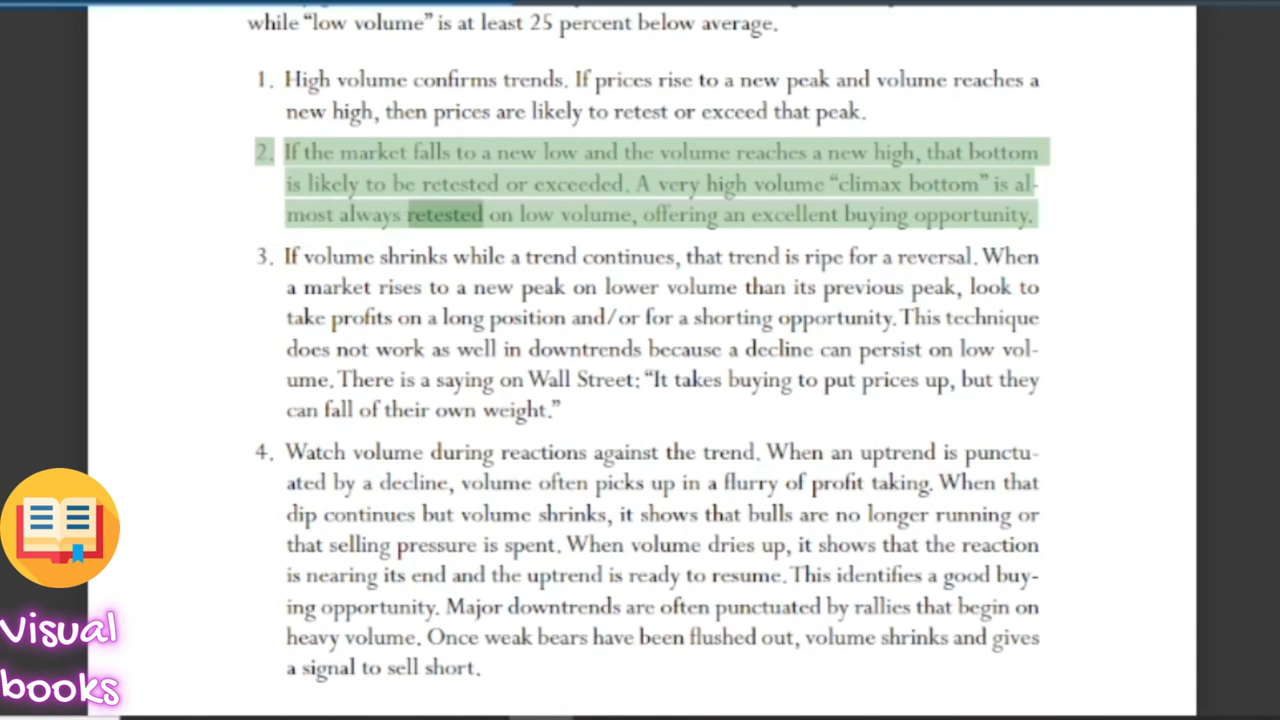 while “low volume” is at least 25 percent below average.
1. High volume confirms trends. If prices rise to a new peak and volume reaches a
new high, then prices are likely to retest or exceed that peak.
2. If the market falls to a new low and the volume reaches a new high, that bottom
is likely to be retested or exceeded. A very high volume “climax bottom” is al-
most always retested on low volume, offering an excellent buying opportunity.
3. If volume shrinks while a trend continues, that trend is ripe for a reversal. When
a market rises to a new peak on lower volume than its previous peak, look to
take profits on a long position and/or for a shorting opportunity. This technique
does not work as well in downtrends because a decline can persist on low vol-
ume. There is a saying on Wall Street: “It takes buying to put prices up, but they
can fall of their own weight.”
4. Watch volume during reactions against the trend. When an uptrend is punctu-
ated by a decline, volume often picks up in a flurry of profit taking. When that
dip continues but volume shrinks, it shows that bulls are no longer running or
that selling pressure is spent. When volume dries up, it shows that the reaction
is nearing its end and the uptrend is ready to resume. This identifies a good buy-
ing opportunity. Major downtrends are often punctuated by rallies that begin on
heavy volume. Once weak bears have been flushed out, volume shrinks and gives
a signal to sell short.
Visual
books